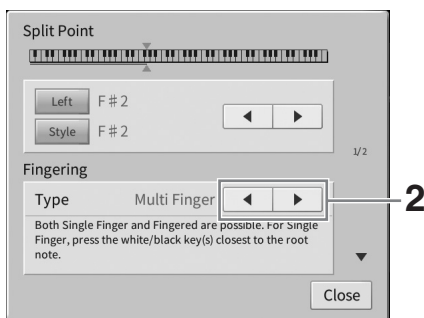 Split Point
Left F♯2
Style F♯2
1/2
Fingering
Type Multi Finger
2
Both Single Finger and Fingered are possible. For Single
Finger, press the white/black key(s) closest to the root
note.
Close